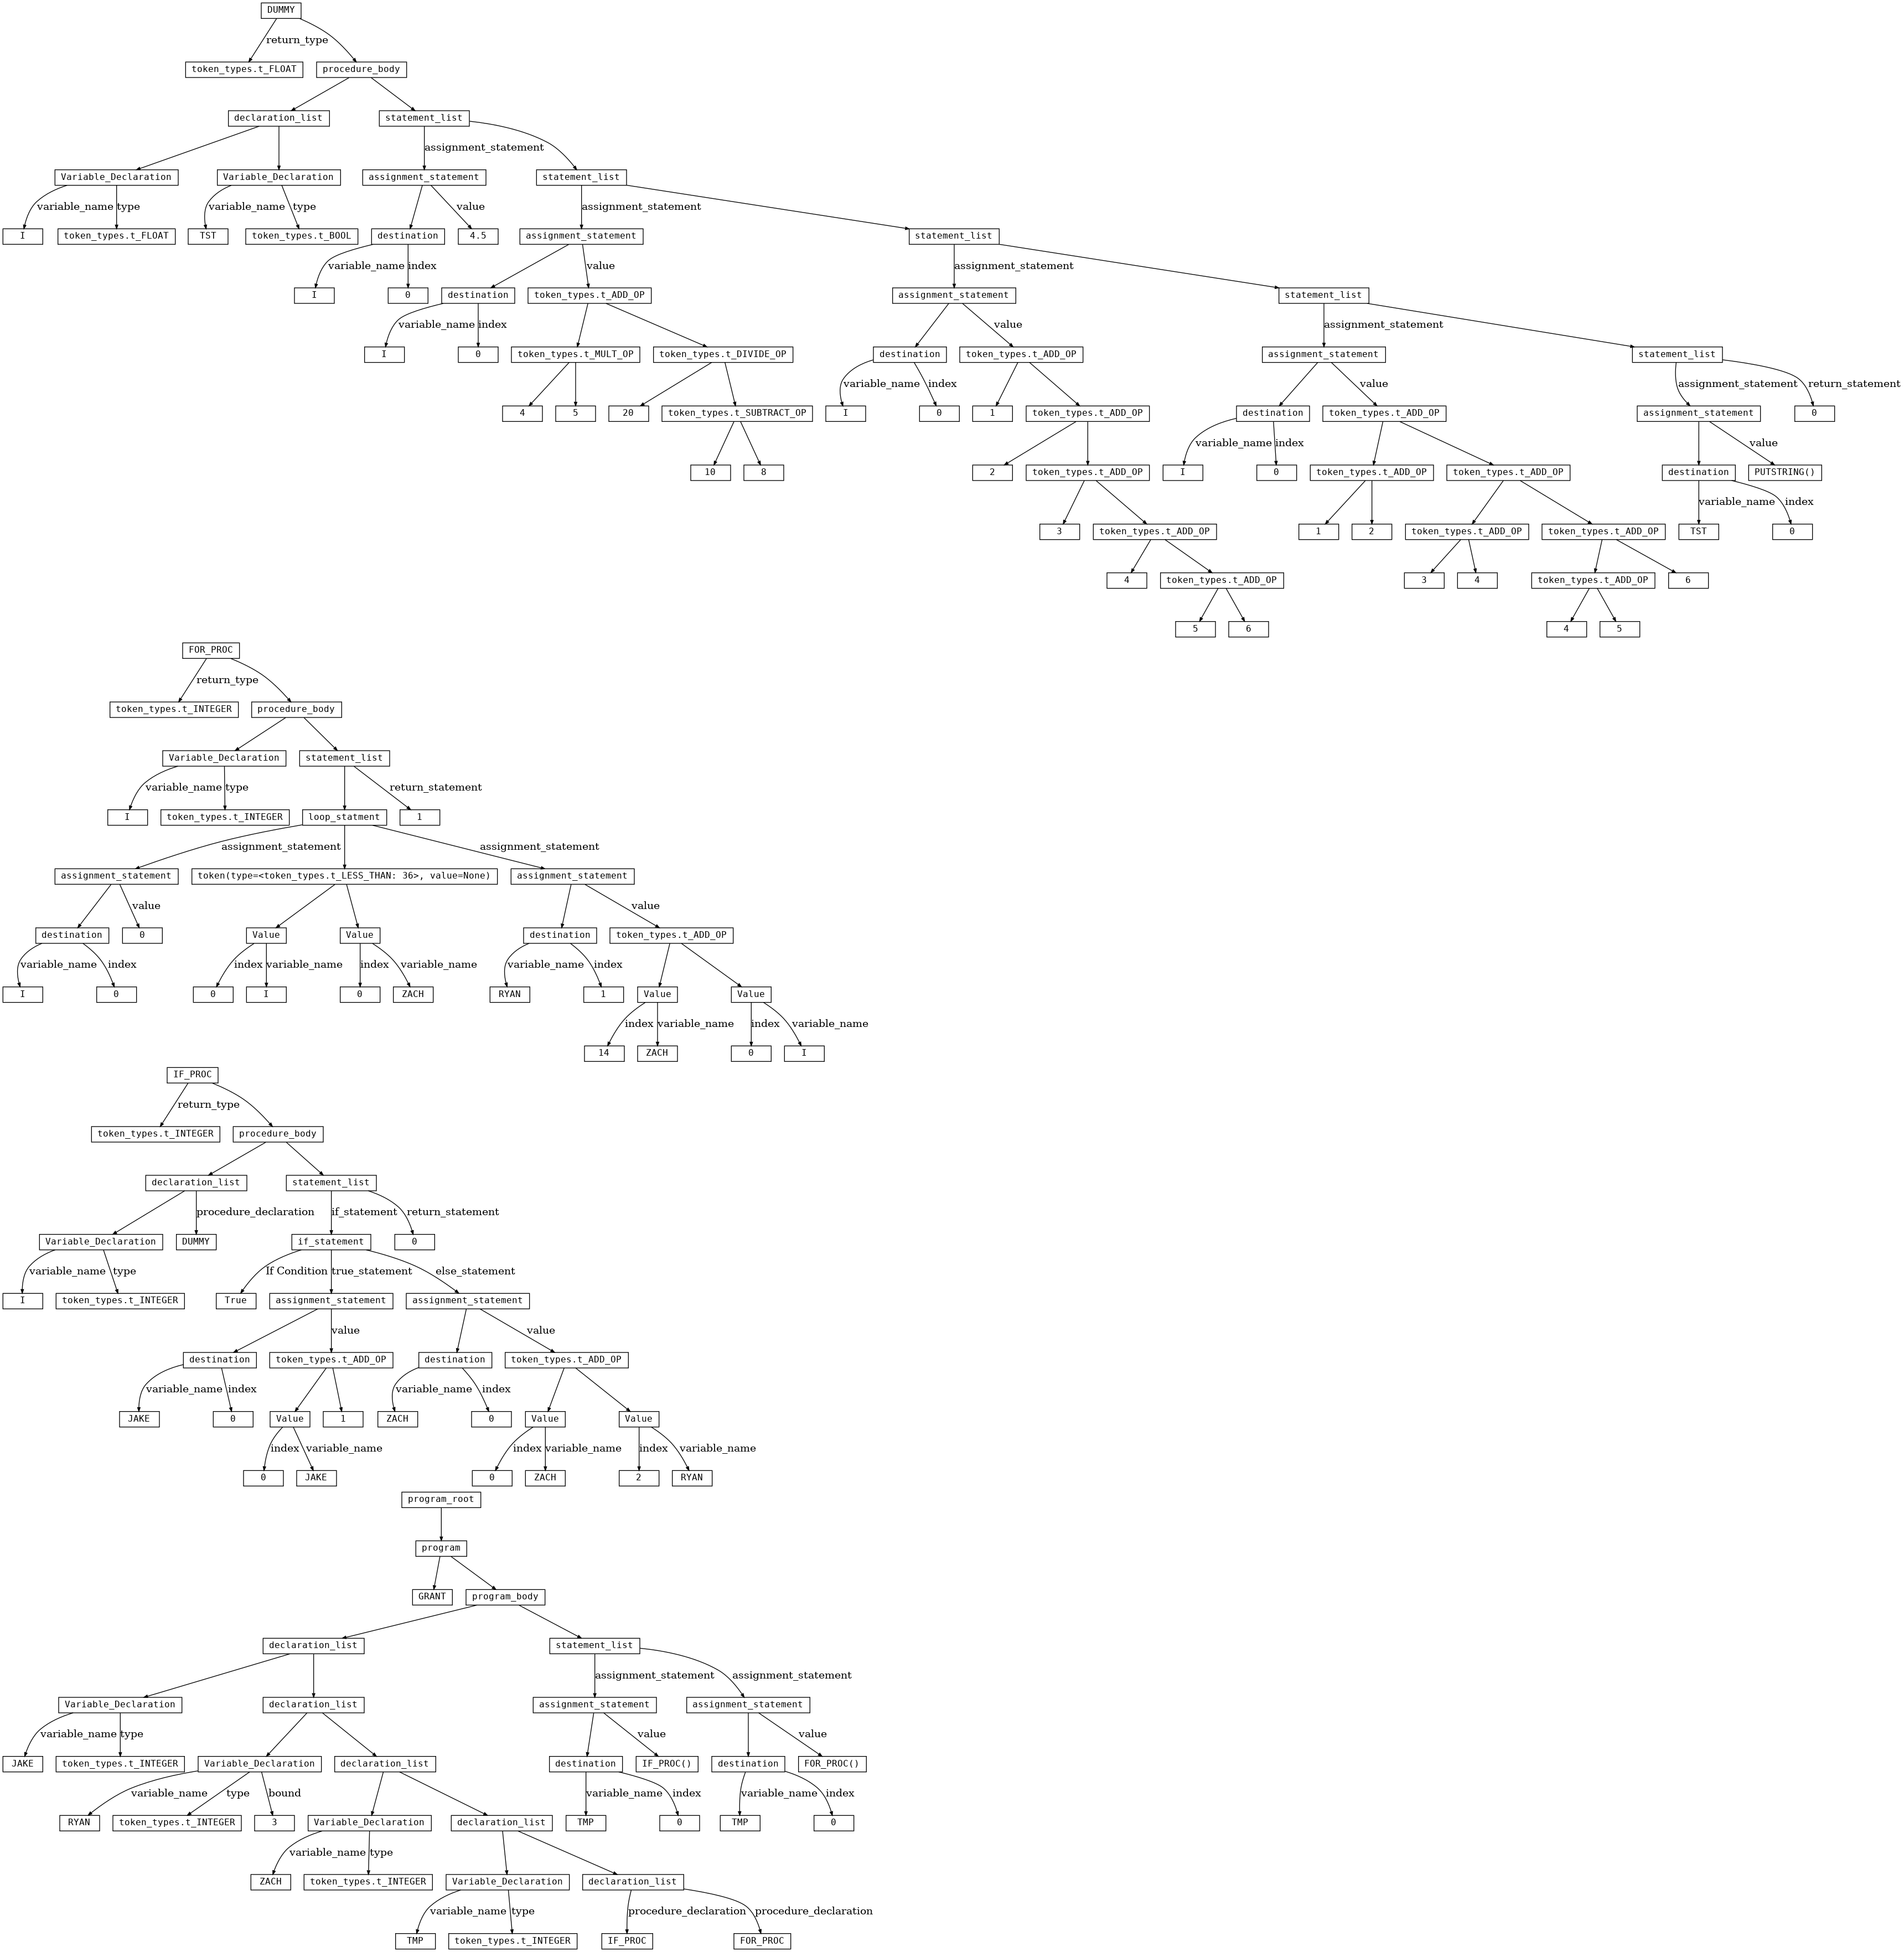 DUMMY
return_type
token_types.t_FLOAT procedure_body
declaration_list statement_list
assignment_statement
Variable_Declaration Variable_Declaration assignment_statement statement_list
variable_name type variable_name type value assignment_statement
I token_types.t_FLOAT TST token_types.t_BOOL destination 4.5 assignment_statement statement_list
variable_name index value assignment_statement
I 0 destination token_types.t_ADD_OP assignment_statement statement_list
variable_name index value assignment_statement
I 0 token_types.t_MULT_OP token_types.t_DIVIDE_OP destination token_types.t_ADD_OP assignment_statement statement_list
variable_name index value assignment_statement return_statement
4 5 20 token_types.t_SUBTRACT_OP I 0 1 token_types.t_ADD_OP destination token_types.t_ADD_OP assignment_statement 0
variable_name index value
10 8 2 token_types.t_ADD_OP I 0 token_types.t_ADD_OP token_types.t_ADD_OP destination PUTSTRING()
variable_name index
3 token_types.t_ADD_OP 1 2 token_types.t_ADD_OP token_types.t_ADD_OP TST 0
4 token_types.t_ADD_OP 3 4 token_types.t_ADD_OP 6
5 6 4 5
FOR_PROC
return_type
token_types.t_INTEGER procedure_body
Variable_Declaration statement_list
variable_name type return_statement
I token_types.t_INTEGER loop_statment 1
assignment_statement assignment_statement
assignment_statement token(type=<token_types.t_LESS_THAN: 36>, value=None) assignment_statement
value value
destination 0 Value Value destination token_types.t_ADD_OP
variable_name index index variable_name index variable_name variable_name index
I 0 0 I 0 ZACH RYAN 1 Value Value
index variable_name index variable_name
14 ZACH 0 I
IF_PROC
return_type
token_types.t_INTEGER procedure_body
declaration_list statement_list
procedure_declaration if_statement return_statement
Variable_Declaration DUMMY if_statement 0
variable_name type If Condition true_statement else_statement
I token_types.t_INTEGER True assignment_statement assignment_statement
value value
destination token_types.t_ADD_OP destination token_types.t_ADD_OP
variable_name index variable_name index
JAKE 0 Value 1 ZACH 0 Value Value
index variable_name index variable_name index variable_name
0 JAKE 0 ZACH 2 RYAN
program_root
program
GRANT program_body
declaration_list statement_list
assignment_statement assignment_statement
Variable_Declaration declaration_list assignment_statement assignment_statement
variable_name type value value
JAKE token_types.t_INTEGER Variable_Declaration declaration_list destination IF_PROC() destination FOR_PROC()
variable_name type bound variable_name index variable_name index
RYAN token_types.t_INTEGER 3 Variable_Declaration declaration_list TMP 0 TMP 0
variable_name type
ZACH token_types.t_INTEGER Variable_Declaration declaration_list
variable_name type procedure_declaration procedure_declaration
TMP token_types.t_INTEGER IF_PROC FOR_PROC